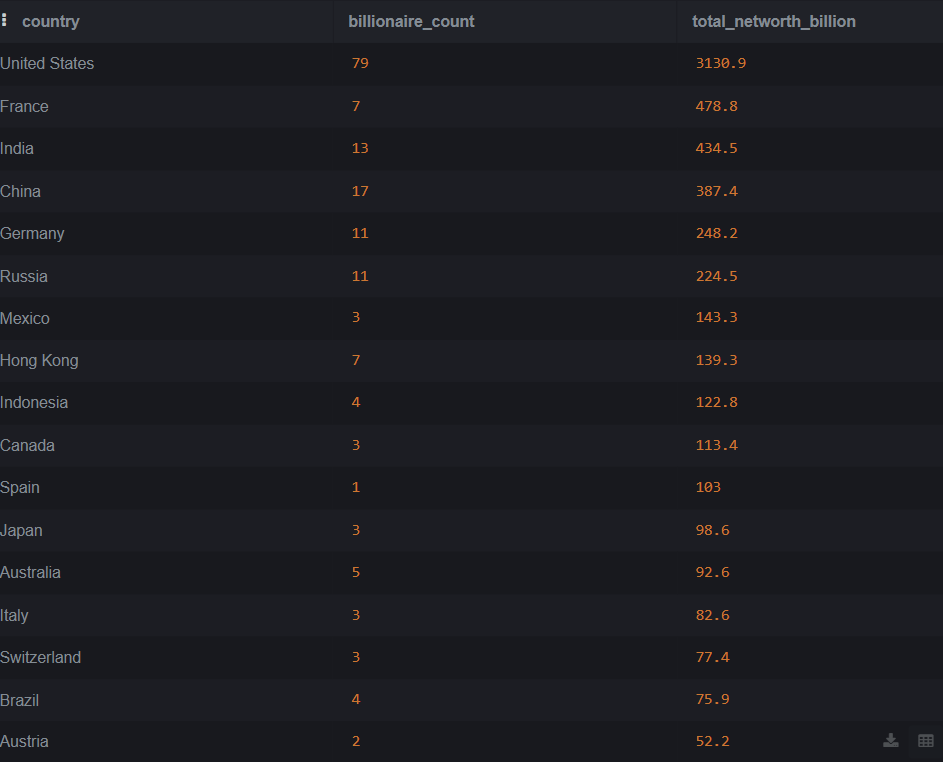 country billionaire_count total_networth_billion
United States 79 3130.9
France 7 478.8
India 13 434.5
China 17 387.4
Germany 11 248.2
Russia 11 224.5
Mexico 3 143.3
Hong Kong 7 139.3
Indonesia 4 122.8
Canada 3 113.4
Spain 1 103
Japan 3 98.6
Australia 5 92.6
Italy 3 82.6
Switzerland 3 77.4
Brazil 4 75.9
Austria 2 52.2